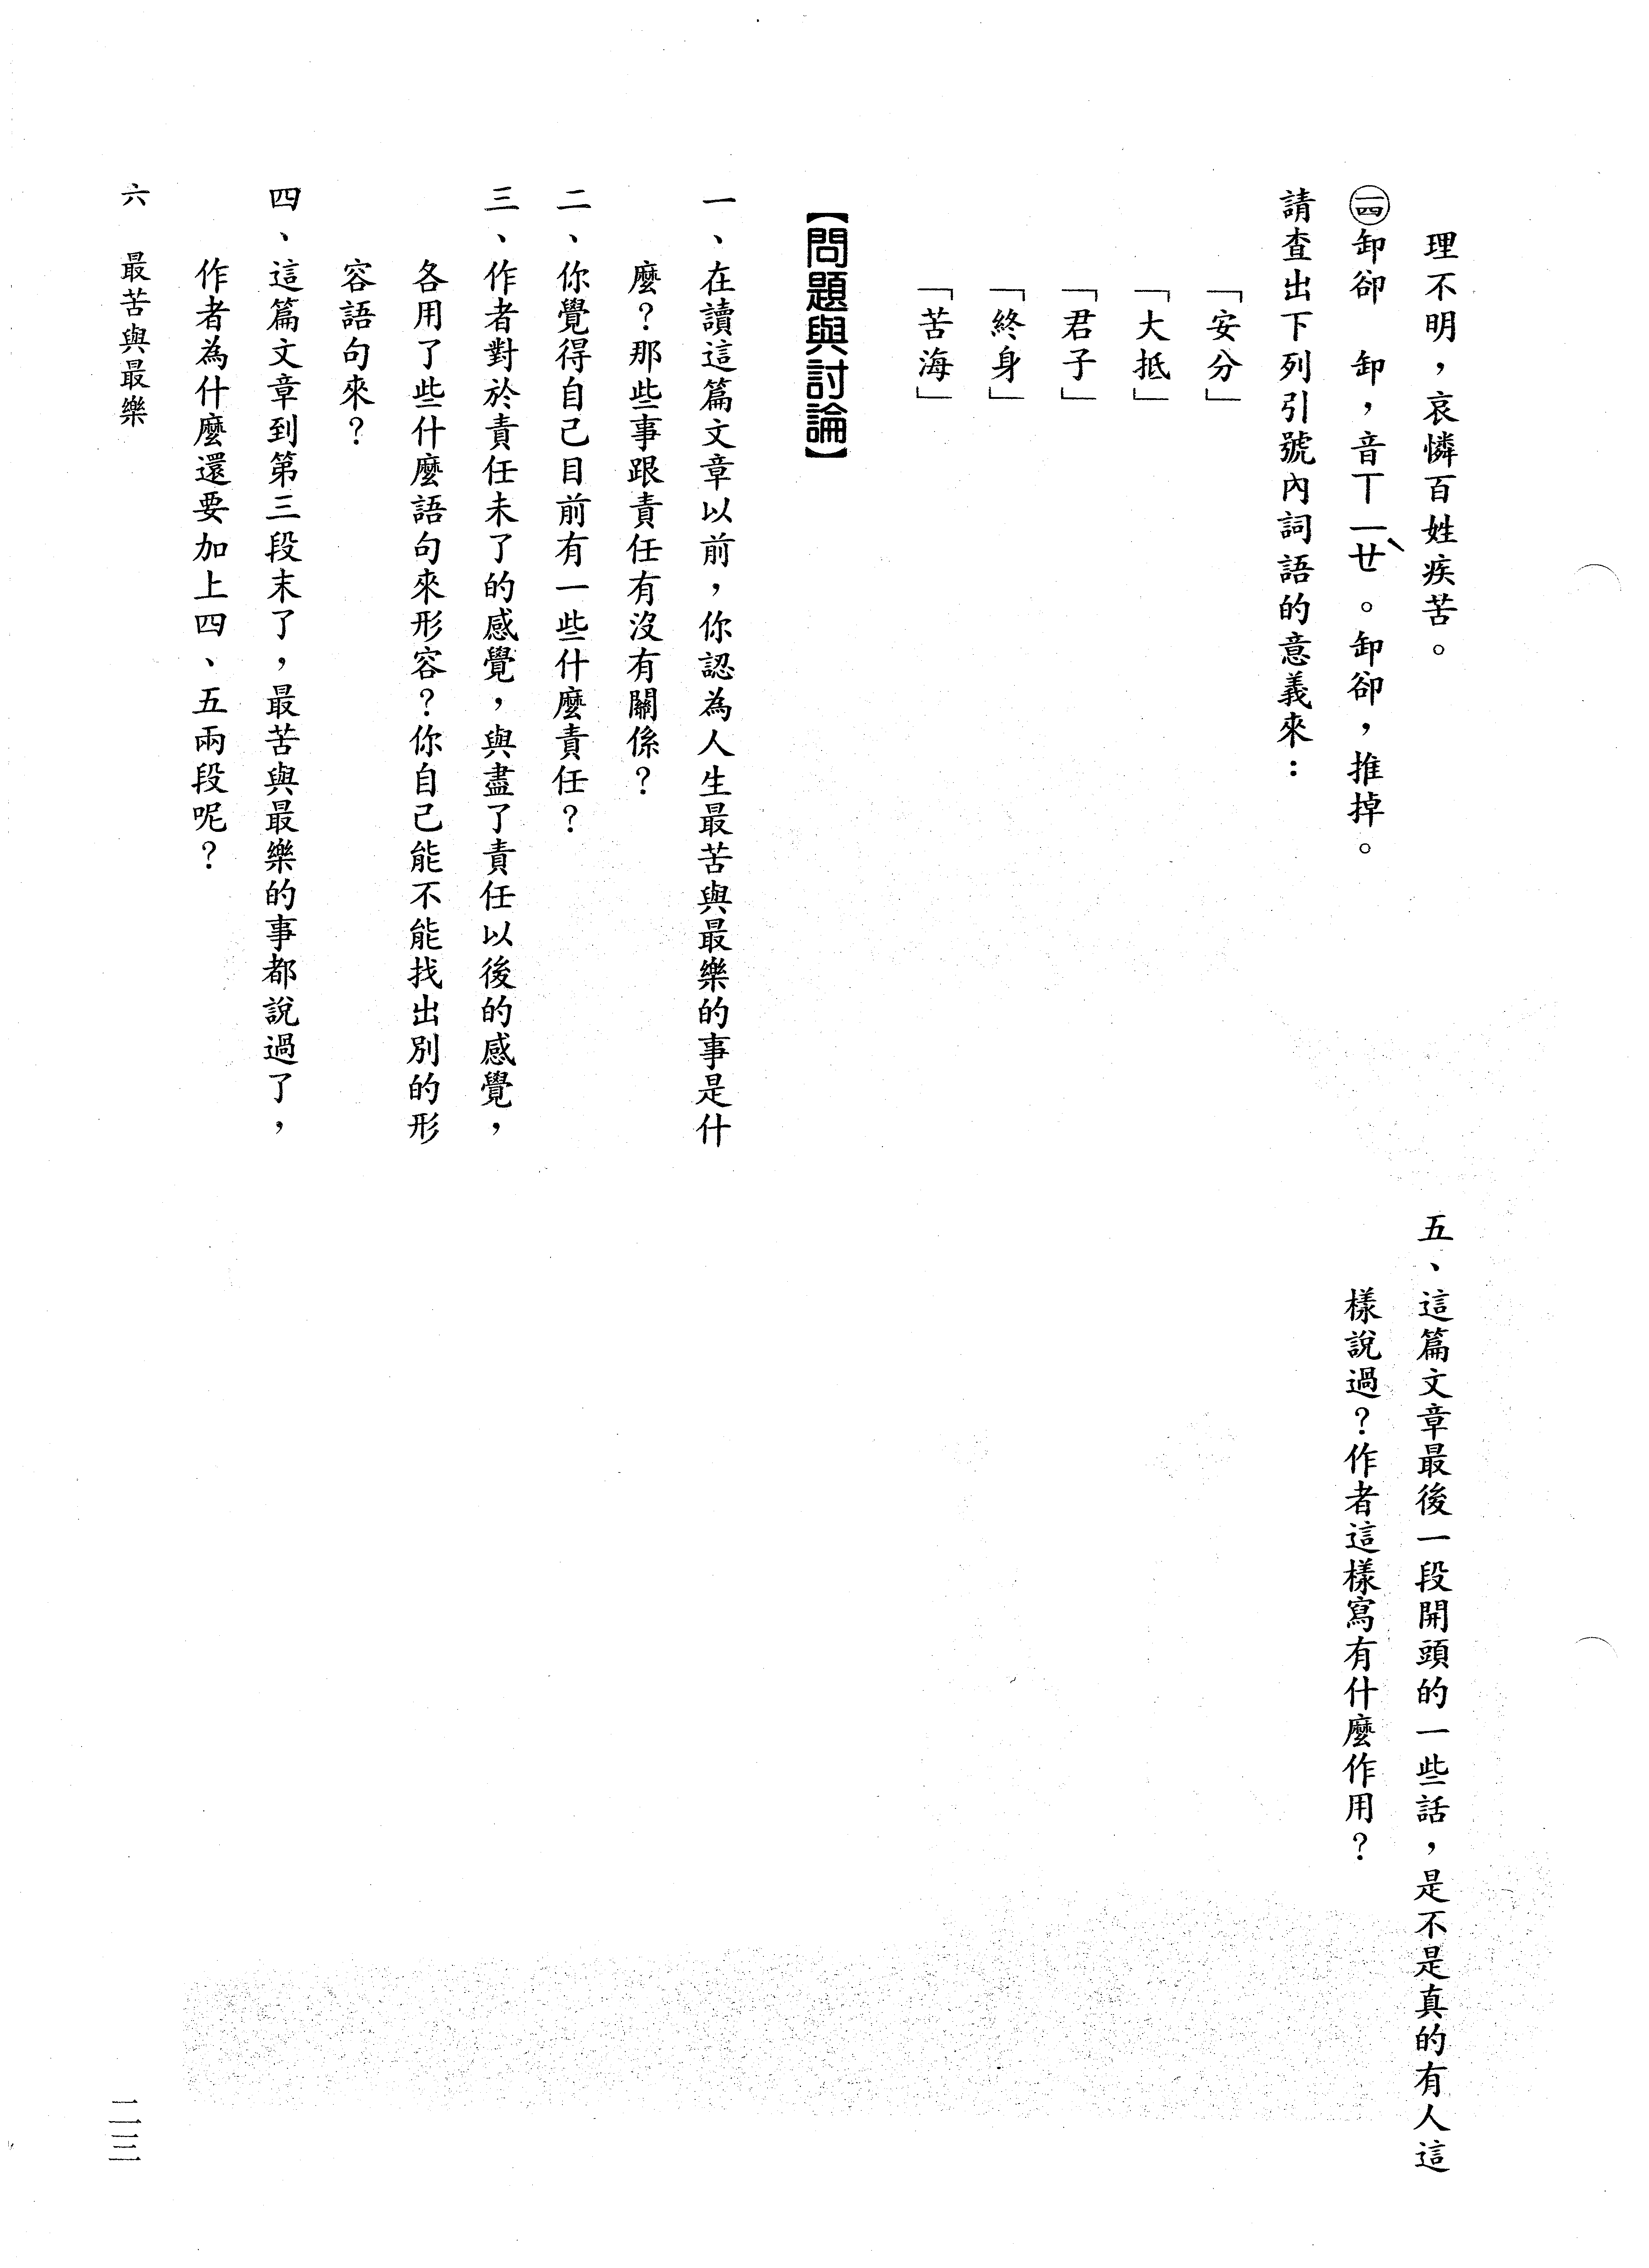 理不明，哀憐百姓疾苦。
㊃卸卻　卸，音ㄒㄧㄝˋ。卸卻，推掉。
請查出下列引號內詞語的意義來：
「安分」
「大抵」
「君子」
「終身」
「苦海」
【問題與討論】
一、在讀這篇文章以前，你認為人生最苦與最樂的事是什
麼？那些事跟責任有沒有關係？
二、你覺得自己目前有一些什麼責任？
三、作者對於責任未了的感覺，與盡了責任以後的感覺，
各用了些什麼語句來形容？你自己能不能找出別的形
容語句來？
四、這篇文章到第三段末了，最苦與最樂的事都說過了，
作者為什麼還要加上四、五兩段呢？
五、這篇文章最後一段開頭的一些話，是不是真的有人這
樣說過？作者這樣寫有什麼作用？
六　最苦與最樂
二三